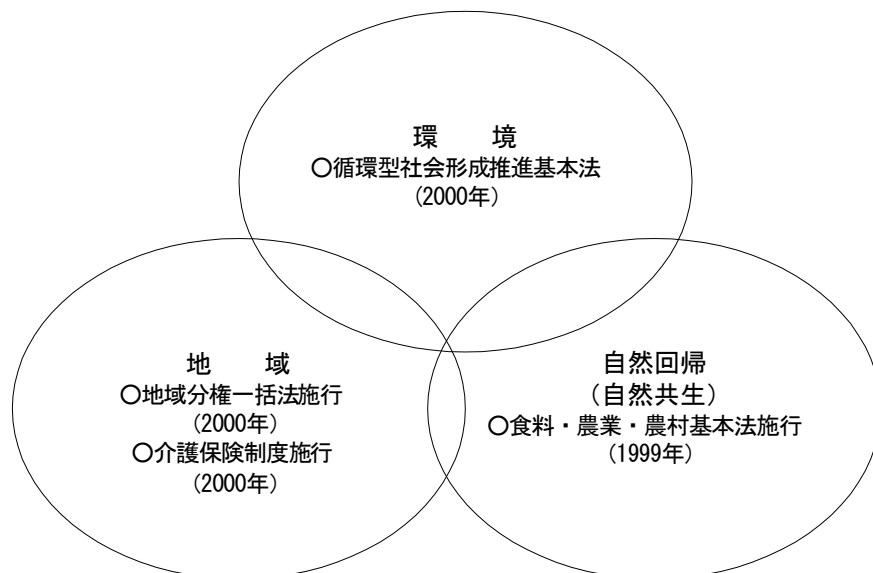 環　境
○循環型社会形成推進基本法
(2000年)
地　域
○地域分権一括法施行
(2000年)
○介護保険制度施行
(2000年)
自然回帰
(自然共生)
○食料・農業・農村基本法施行
(1999年)